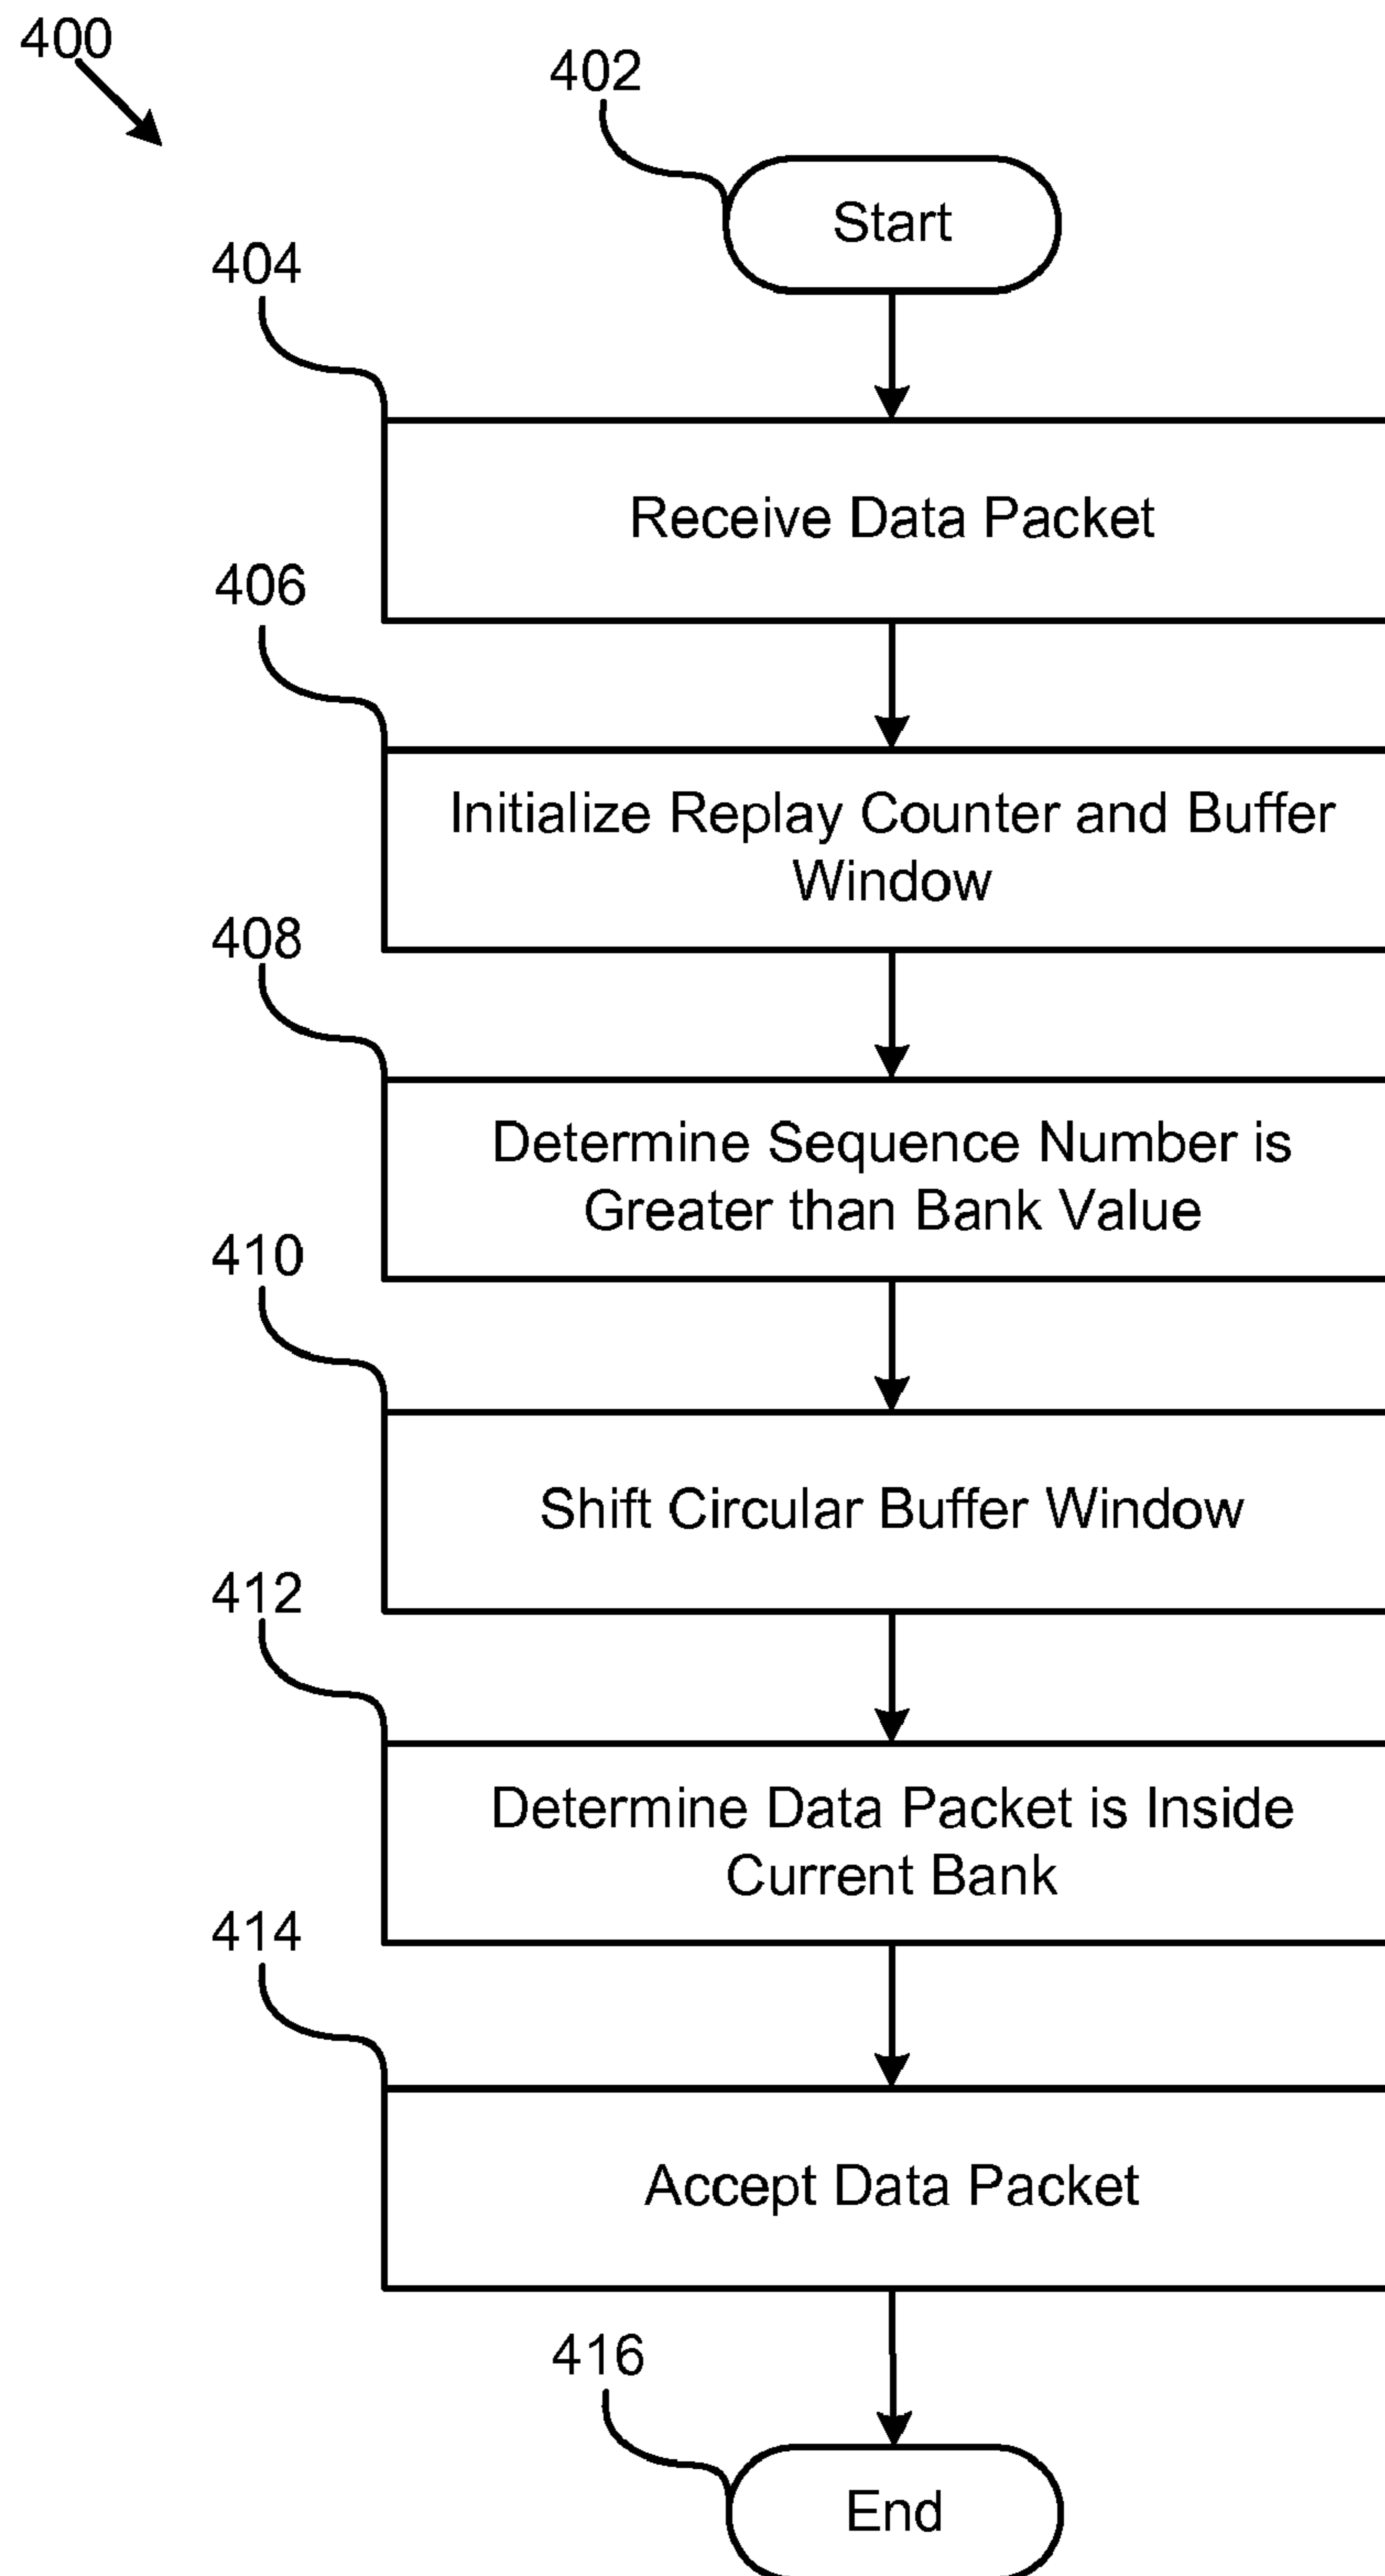 400
402
Start
404
Receive Data Packet
406
Initialize Replay Counter and Buffer
Window
408
Determine Sequence Number is
Greater than Bank Value
410
Shift Circular Buffer Window
412
Determine Data Packet is Inside
Current Bank
414
Accept Data Packet
416
End